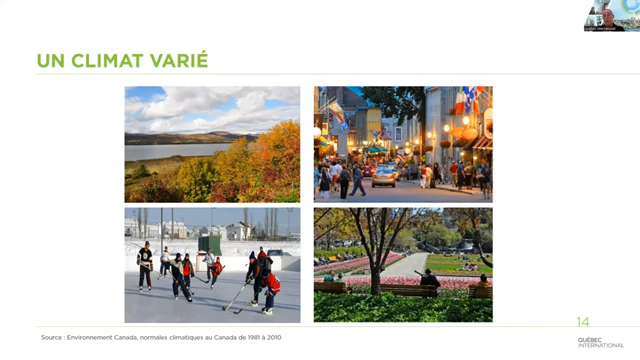 UN CLIMAT VARIÉ
14
Source : Environnement Canada, normales climatiques au Canada de 1981 à 2010
QUÉBEC
INTERNATIONAL